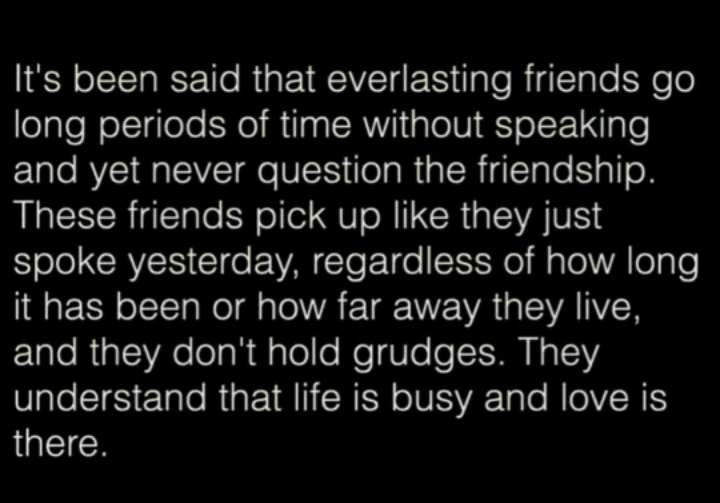 It's been said that everlasting friends go
long periods of time without speaking
and yet never question the friendship.
These friends pick up like they just
spoke yesterday, regardless of how long
it has been or how far away they live,
and they don't hold grudges. They
understand that life is busy and love is
there.